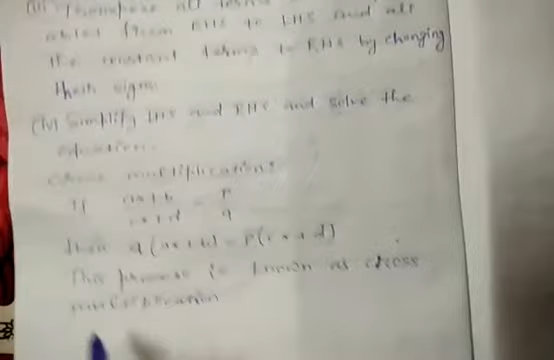 (iii) Transpose all terms
ables from RHS to LHS and all
the constant terms to RHS by changing
their signs
(iv) Simplify LHS and RHS and solve the
equation.
Cross multiplication:
If ax+b/cx+d = p/q
then q(ax+b) = p(cx+d)
This process is known as cross
multiplication